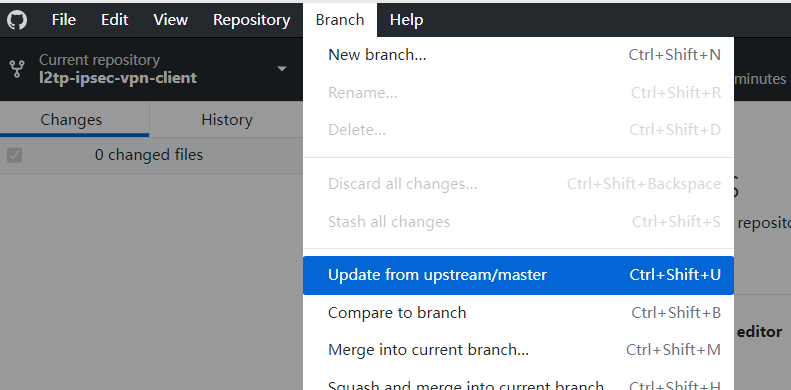 File Edit View Repository Branch Help
Current repository
l2tp-ipsec-vpn-client
minutes
Changes History
0 changed files
New branch... Ctrl+Shift+N
Rename... Ctrl+Shift+R
Delete... Ctrl+Shift+D
Discard all changes... Ctrl+Shift+Backspace
Stash all changes Ctrl+Shift+S
reposito
Update from upstream/master Ctrl+Shift+U
Compare to branch Ctrl+Shift+B
editor
Merge into current branch... Ctrl+Shift+M
Squash and merge into current branch Ctrl+Shift+H